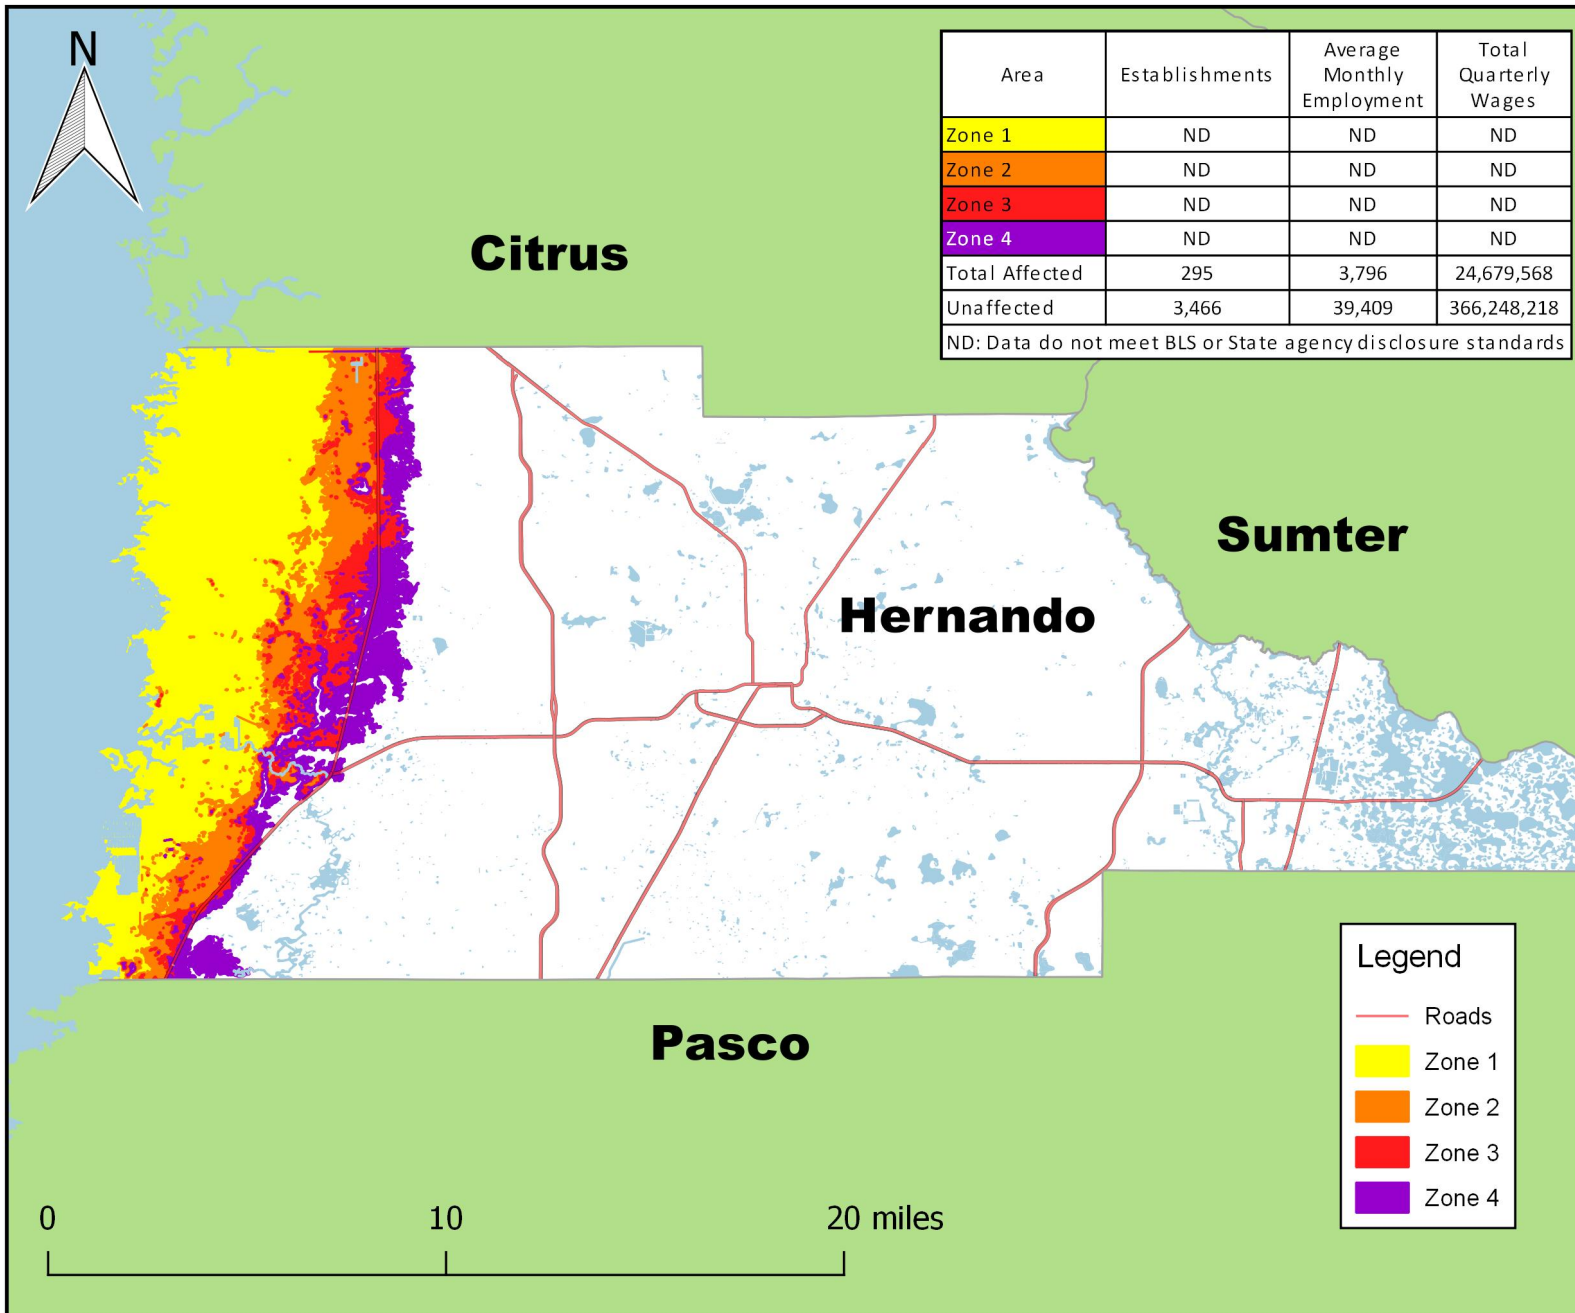 N
Area Establishments Average Monthly Employment Total Quarterly Wages
Zone 1 ND ND ND
Zone 2 ND ND ND
Zone 3 ND ND ND
Zone 4 ND ND ND
Total Affected 295 3,796 24,679,568
Unaffected 3,466 39,409 366,248,218
ND: Data do not meet BLS or State agency disclosure standards
Citrus
Sumter
Hernando
Pasco
Legend
Roads
Zone 1
Zone 2
Zone 3
Zone 4
0 10 20 miles